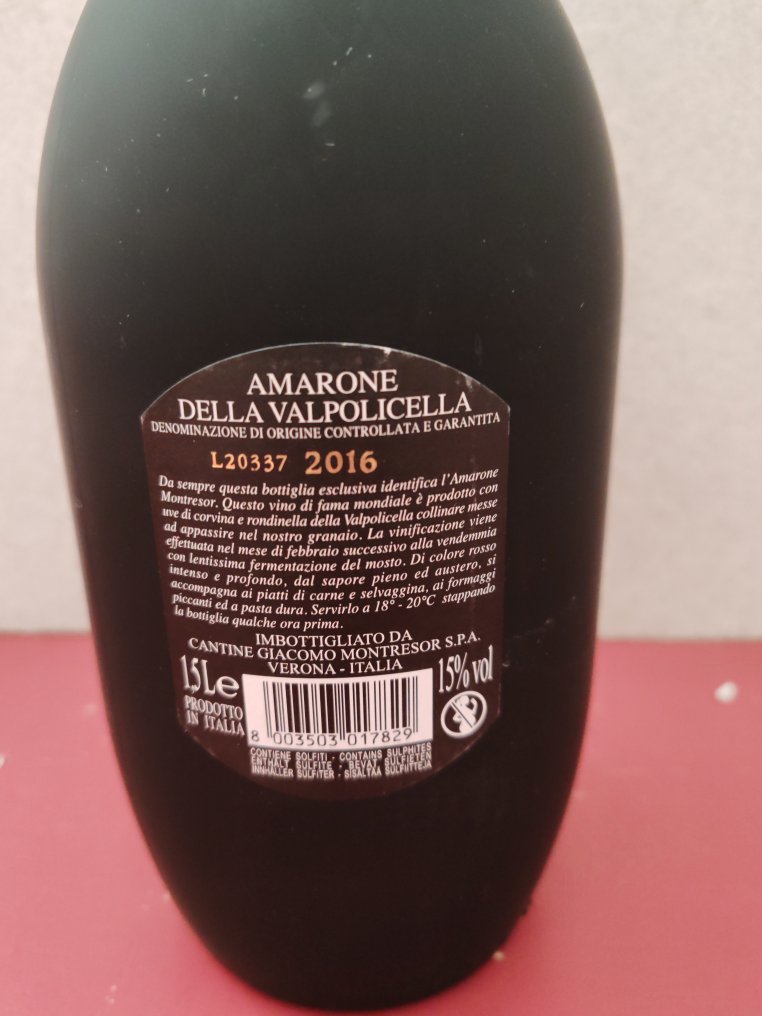 AMARONE
DELLA VALPOLICELLA
DENOMINAZIONE DI ORIGINE CONTROLLATA E GARANTITA
L20337 2016
Da sempre questa bottiglia esclusiva identifica l'Amarone
Montresor. Questo vino di fama mondiale è prodotto con
uve di corvina e rondinella della Valpolicella collinare messe
ad appassire nel nostro granaio. La vinificazione viene
effettuata nel mese di febbraio successivo alla vendemmia
con lentissima fermentazione del mosto. Di colore rosso
intenso e profondo, dal sapore pieno ed austero, si
accompagna ai piatti di carne e selvaggina, ai formaggi
piccanti ed a pasta dura. Servirlo a 18° - 20°C stappando
la bottiglia qualche ora prima.
IMBOTTIGLIATO DA
CANTINE GIACOMO MONTRESOR S.P.A.
VERONA - ITALIA
1,5 L e
15% vol
PRODOTTO
IN ITALIA
8 003503 017829
CONTIENE SOLFITI - CONTAINS SULPHITES
ENTHÄLT SULFITE - BEVAT SULFIETEN
INNHALLER SULFITER - SISALTAA SULFIITTEJA